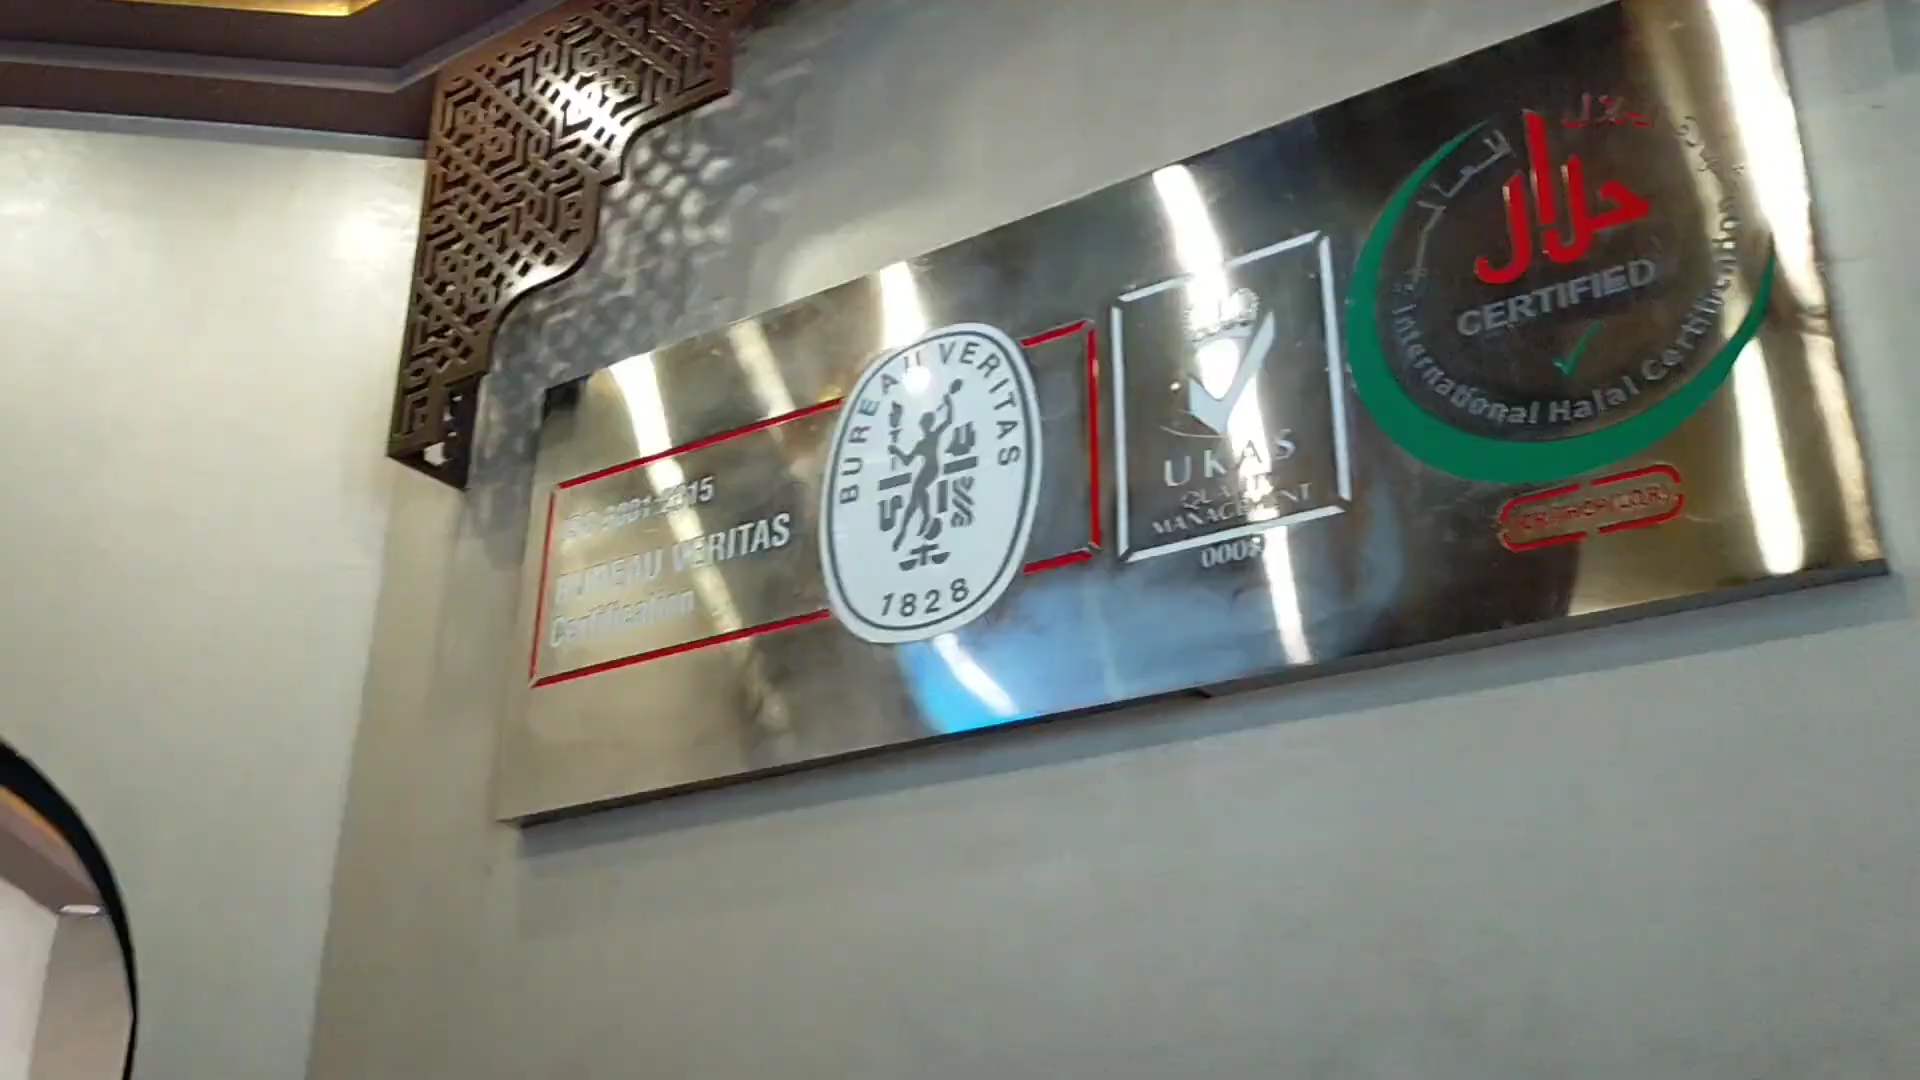 ISO 9001:2015
BUREAU VERITAS
Certification
BUREAU VERITAS
1828
UKAS
QUALITY
MANAGEMENT
حلال
CERTIFIED
International Halal Certification